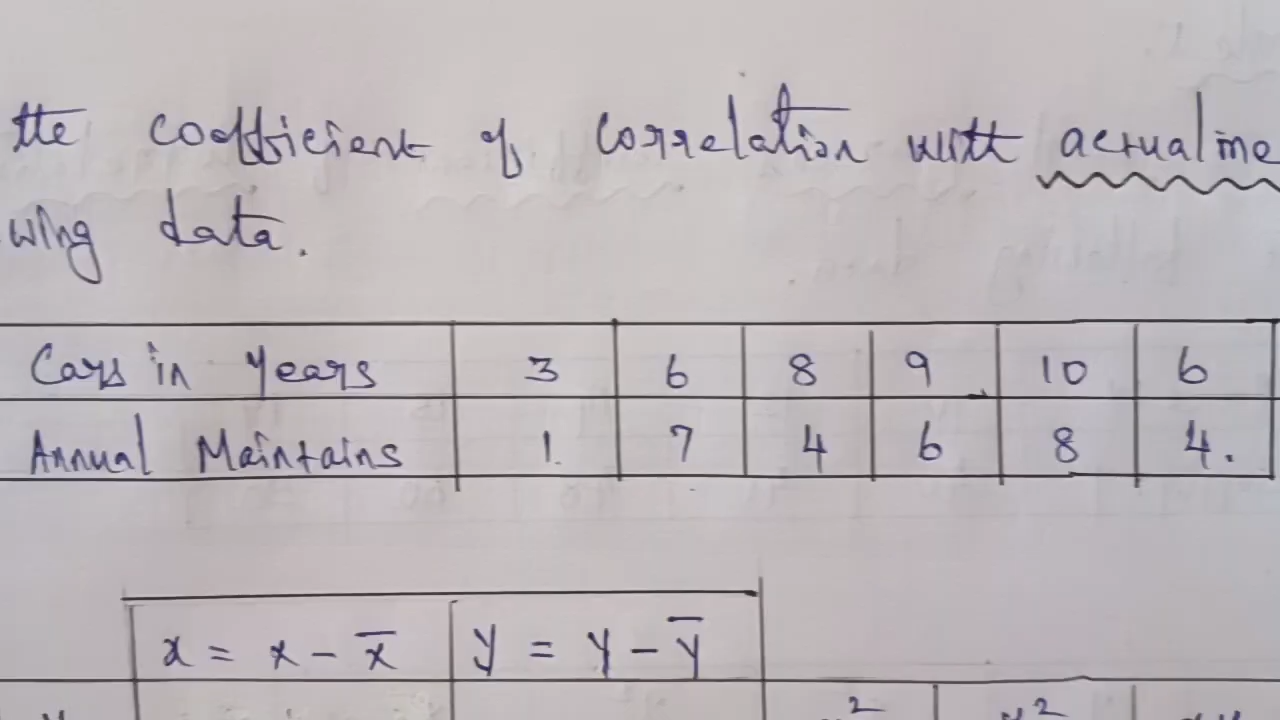 the coefficient of correlation with actual me
wing data.
Cars in years 3 6 8 9 10 6
Annual Maintains 1. 7 4 6 8 4.
x = x - x̅ y = y - y̅